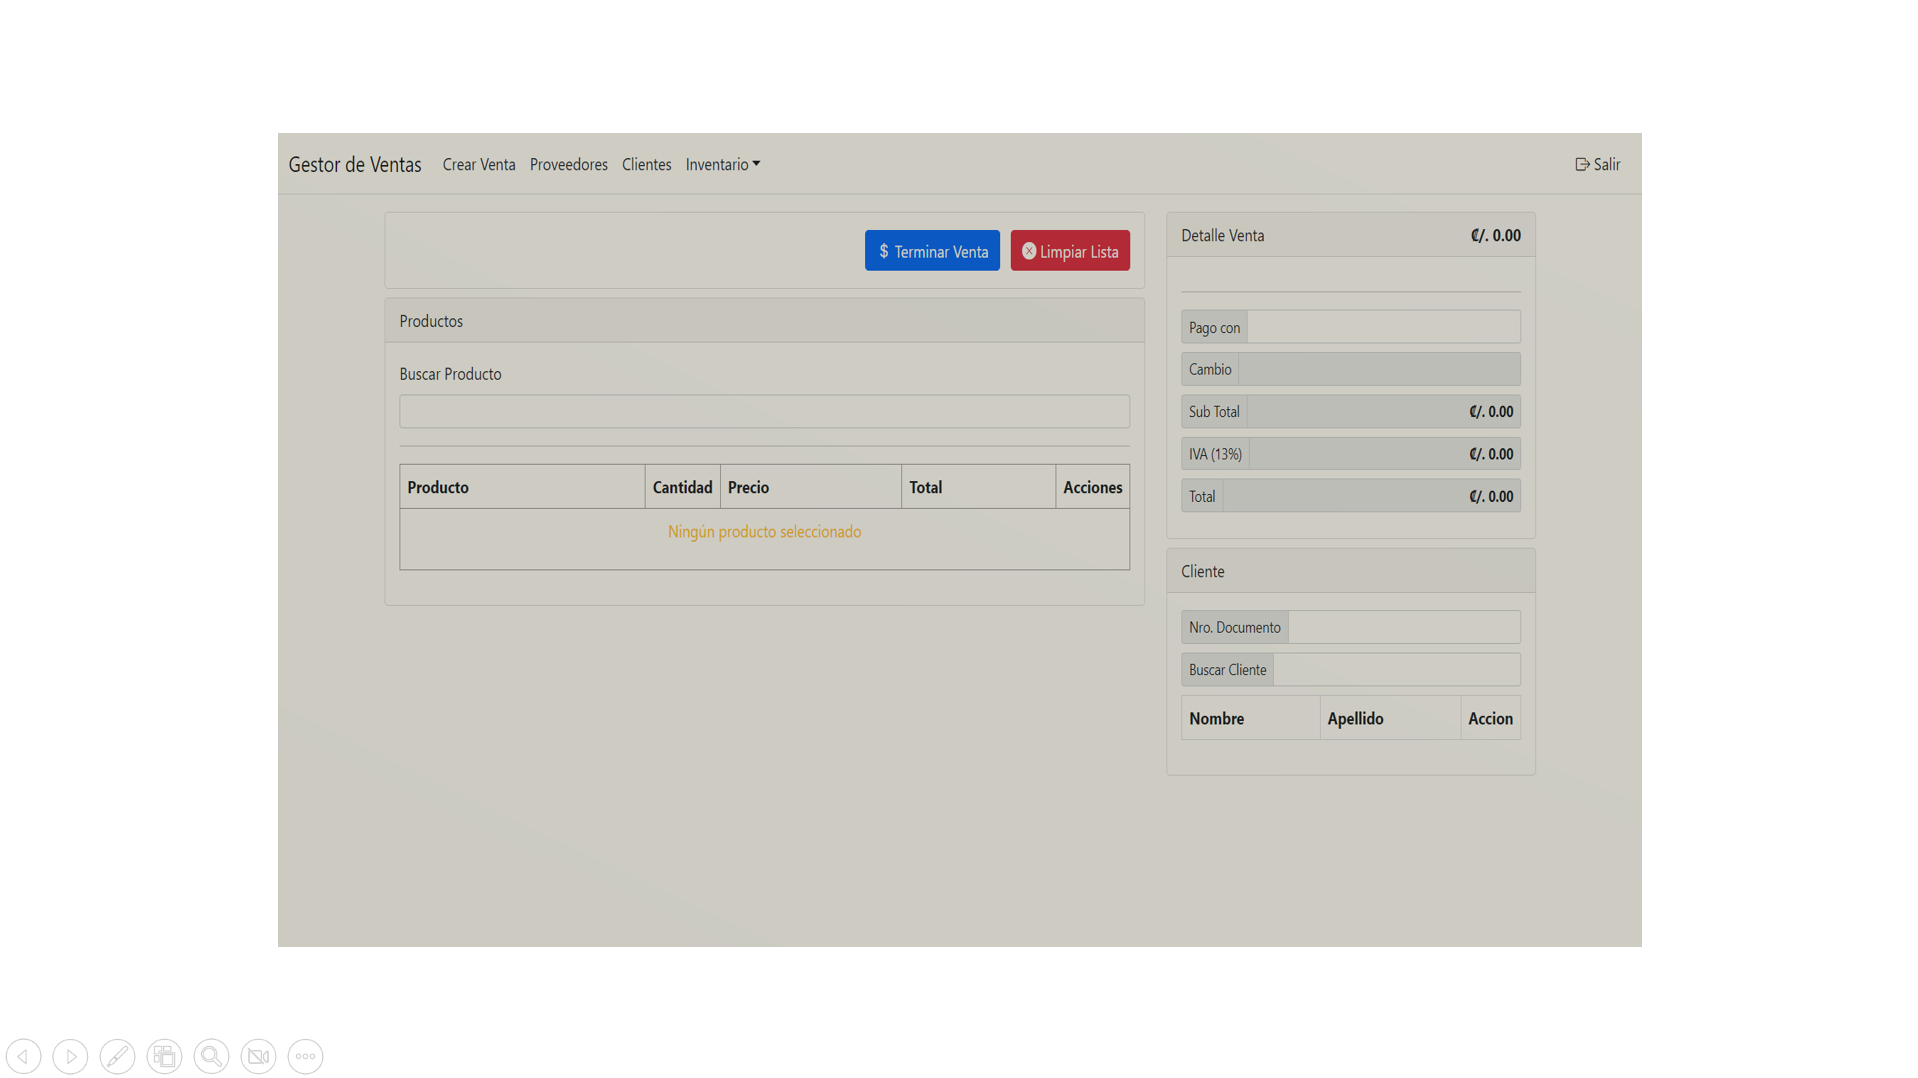 Gestor de Ventas Crear Venta Proveedores Clientes Inventario Salir
$ Terminar Venta Limpiar Lista
Productos
Buscar Producto
Producto Cantidad Precio Total Acciones
Ningún producto seleccionado
Detalle Venta ₡/. 0.00
Pago con
Cambio
Sub Total ₡/. 0.00
IVA (13%) ₡/. 0.00
Total ₡/. 0.00
Cliente
Nro. Documento
Buscar Cliente
Nombre Apellido Accion